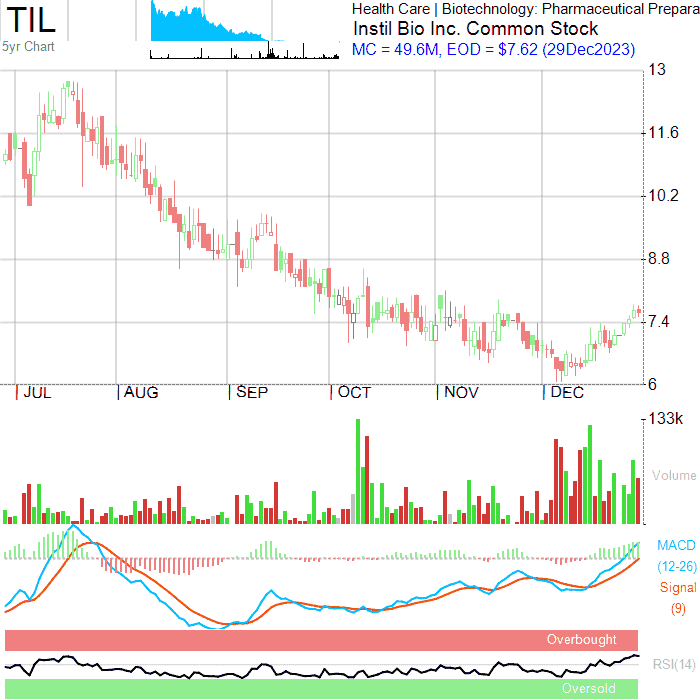 TIL
5yr Chart
Health Care | Biotechnology: Pharmaceutical Prepara
Instil Bio Inc. Common Stock
MC = 49.6M, EOD = $7.62 (29Dec2023)
13
11.6
10.2
8.8
7.4
6
JUL AUG SEP OCT NOV DEC
133k
Volume
MACD
(12-26)
Signal
(9)
Overbought
RSI(14)
Oversold